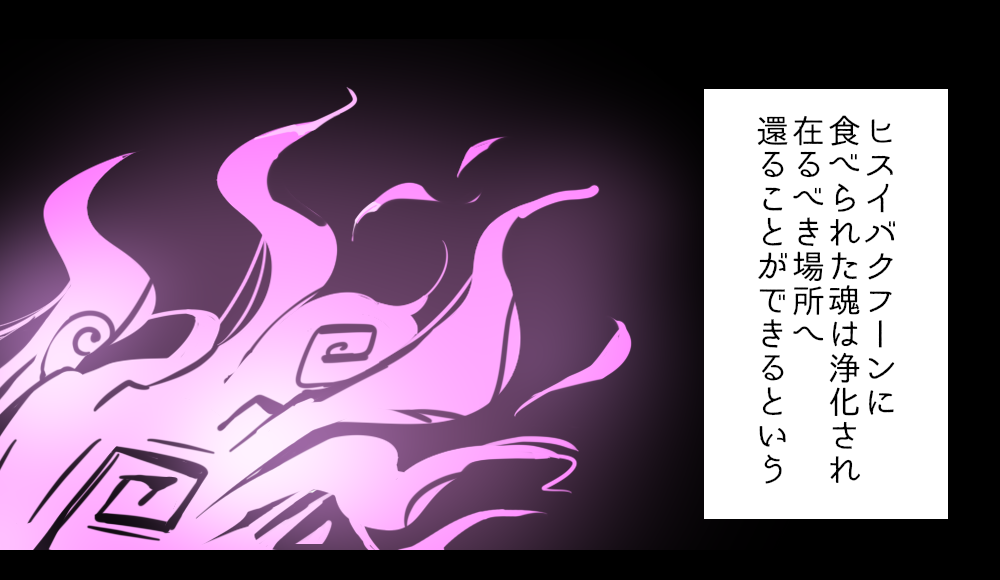 ヒスイバクフーンに
食べられた魂は浄化され
在るべき場所へ
還ることができるという